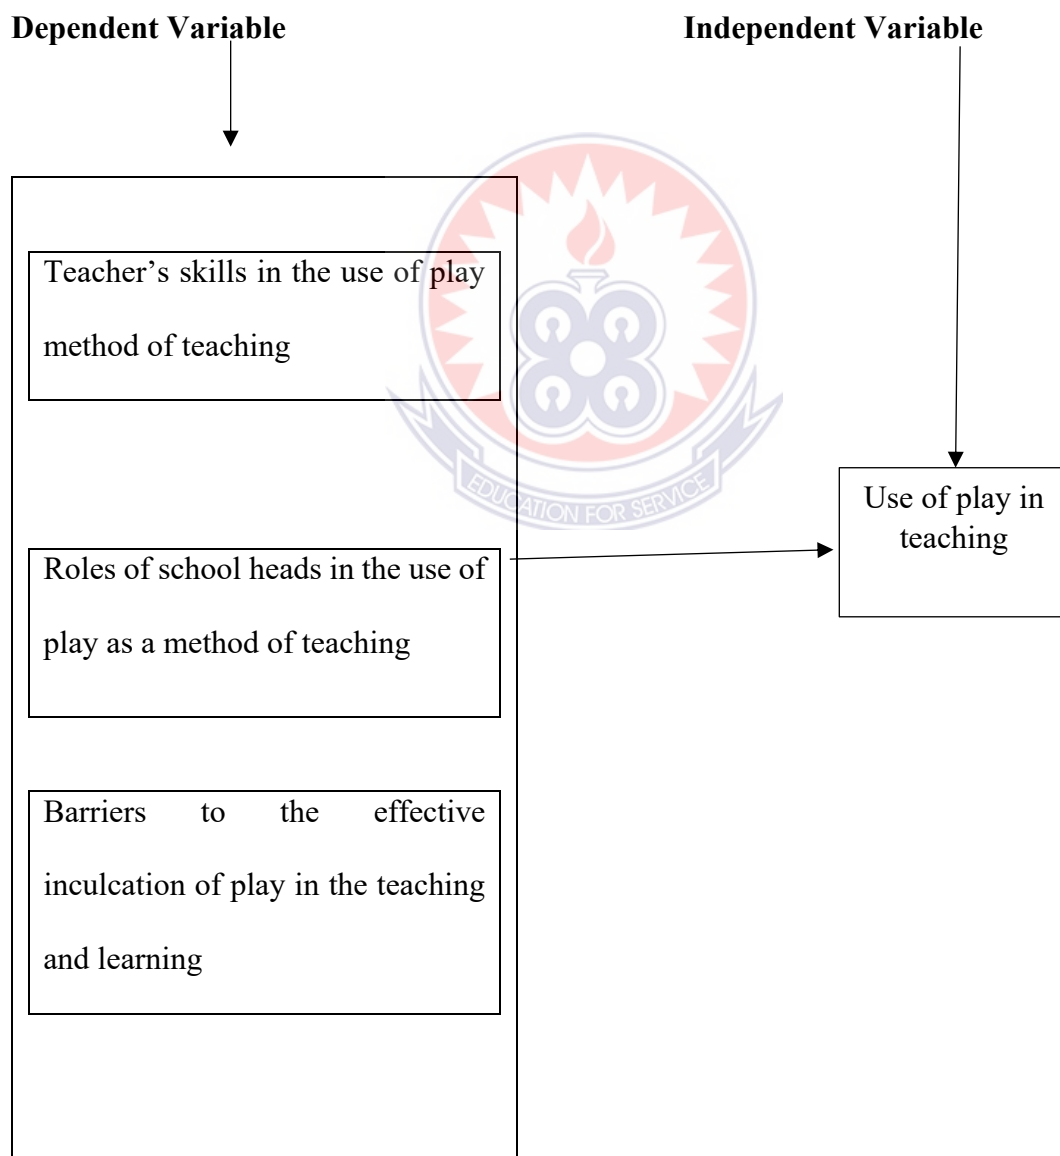 Dependent Variable
Independent Variable
Teacher’s skills in the use of play
method of teaching
EDUCATION FOR SERVICE
Use of play in
teaching
Roles of school heads in the use of
play as a method of teaching
Barriers to the effective
inculcation of play in the teaching
and learning